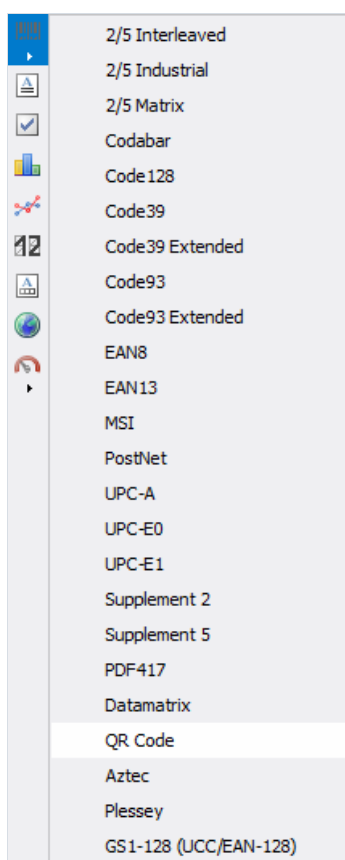 2/5 Interleaved
2/5 Industrial
2/5 Matrix
Codabar
Code128
Code39
Code39 Extended
Code93
Code93 Extended
EAN8
EAN13
MSI
PostNet
UPC-A
UPC-E0
UPC-E1
Supplement 2
Supplement 5
PDF417
Datamatrix
QR Code
Aztec
Plessey
GS1-128 (UCC/EAN-128)
A
12
A